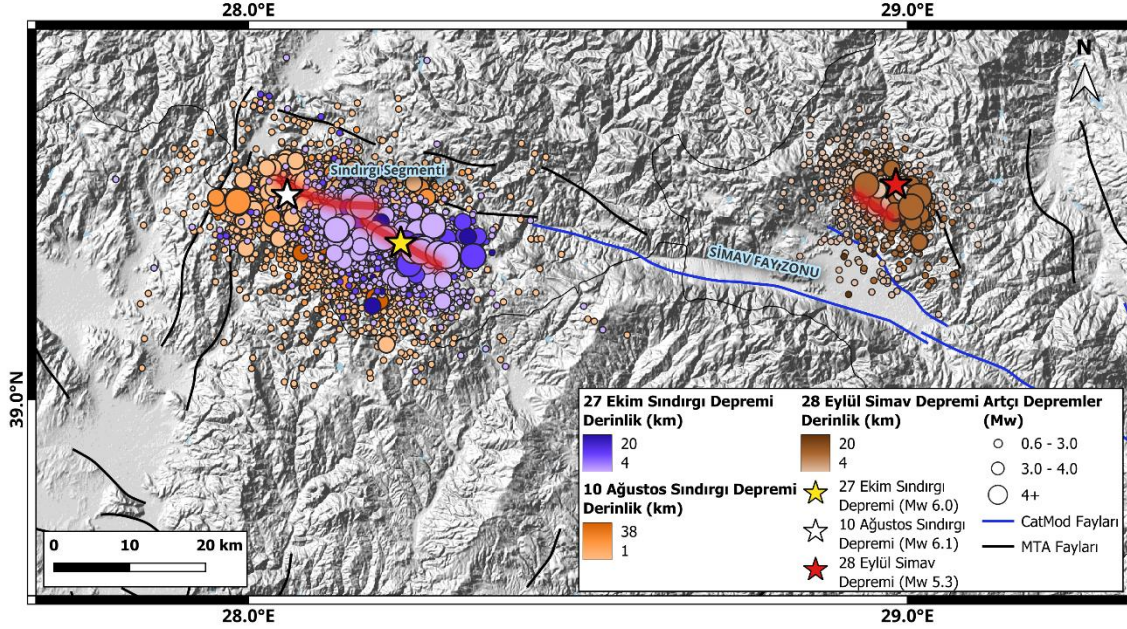 28.0°E
29.0°E
N
Sındırgı Segmenti
SİMAV FAY ZONU
39.0°N
27 Ekim Sındırgı Depremi
Derinlik (km)
20
4
10 Ağustos Sındırgı Depremi
Derinlik (km)
38
1
28 Eylül Simav Depremi
Derinlik (km)
20
4
27 Ekim Sındırgı
Depremi (Mw 6.0)
10 Ağustos Sındırgı
Depremi (Mw 6.1)
28 Eylül Simav
Depremi (Mw 5.3)
Artçı Depremler
(Mw)
0.6 - 3.0
3.0 - 4.0
4+
CatMod Fayları
MTA Fayları
0 10 20 km
28.0°E
29.0°E